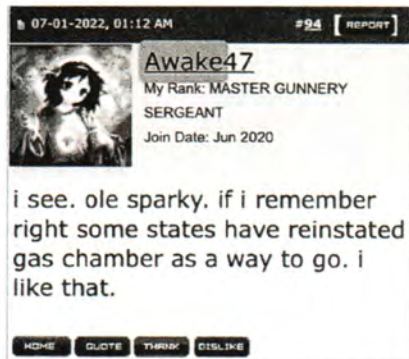 07-01-2022, 01:12 AM #94 [ REPORT ]
Awake47
My Rank: MASTER GUNNERY
SERGEANT
Join Date: Jun 2020
i see. ole sparky. if i remember
right some states have reinstated
gas chamber as a way to go. i
like that.
HOME QUOTE THANK DISLIKE